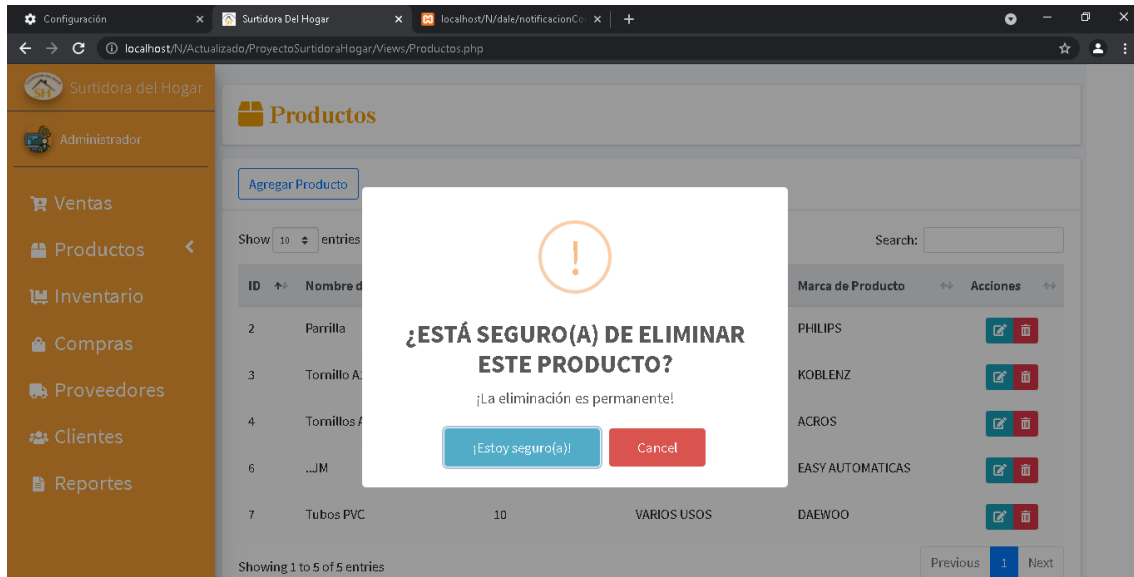 Configuración
Surtidora Del Hogar
localhost/N/dale/notificacionCo
localhost/N/Actualizado/ProyectoSurtidoraHogar/Views/Productos.php
SH
Surtidora del Hogar
Administrador
Ventas
Productos
Inventario
Compras
Proveedores
Clientes
Reportes
Productos
Agregar Producto
Show 10 entries
Search:
ID Nombre d Marca de Producto Acciones
2 Parrilla PHILIPS
3 Tornillo A KOBLENZ
4 Tornillos A ACROS
6 ...JM EASY AUTOMATICAS
7 Tubos PVC 10 VARIOS USOS DAEWOO
Showing 1 to 5 of 5 entries
Previous 1 Next
!
¿ESTÁ SEGURO(A) DE ELIMINAR
ESTE PRODUCTO?
¡La eliminación es permanente!
¡Estoy seguro(a)!
Cancel